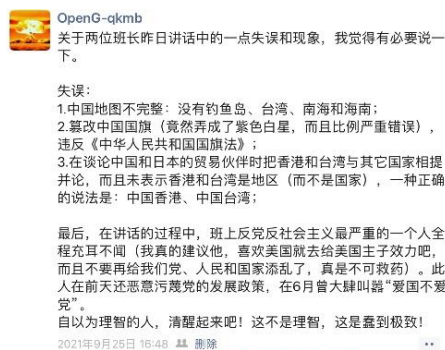 OpenG-qkmb
关于两位班长昨日讲话中的一点失误和现象，我觉得有必要说一
下。
失误：
1.中国地图不完整：没有钓鱼岛、台湾、南海和海南；
2.篡改中国国旗（竟然弄成了紫色白星，而且比例严重错误），
违反《中华人民共和国国旗法》；
3.在谈论中国和日本的贸易伙伴时把香港和台湾与其它国家相提
并论，而且未表示香港和台湾是地区（而不是国家），一种正确
的说法是：中国香港、中国台湾；
最后，在讲话的过程中，班上反党反社会主义最严重的一个人全
程充耳不闻（我真的建议他，喜欢美国就去给美国主子效力吧，
而且不要再给我们党、人民和国家添乱了，真是不可救药）。此
人在前天还恶意污蔑党的发展政策，在6月曾大肆叫嚣“爱国不爱
党”。
自以为理智的人，清醒起来吧！这不是理智，这是蠢到极致！
2021年9月25日 16:48 删除